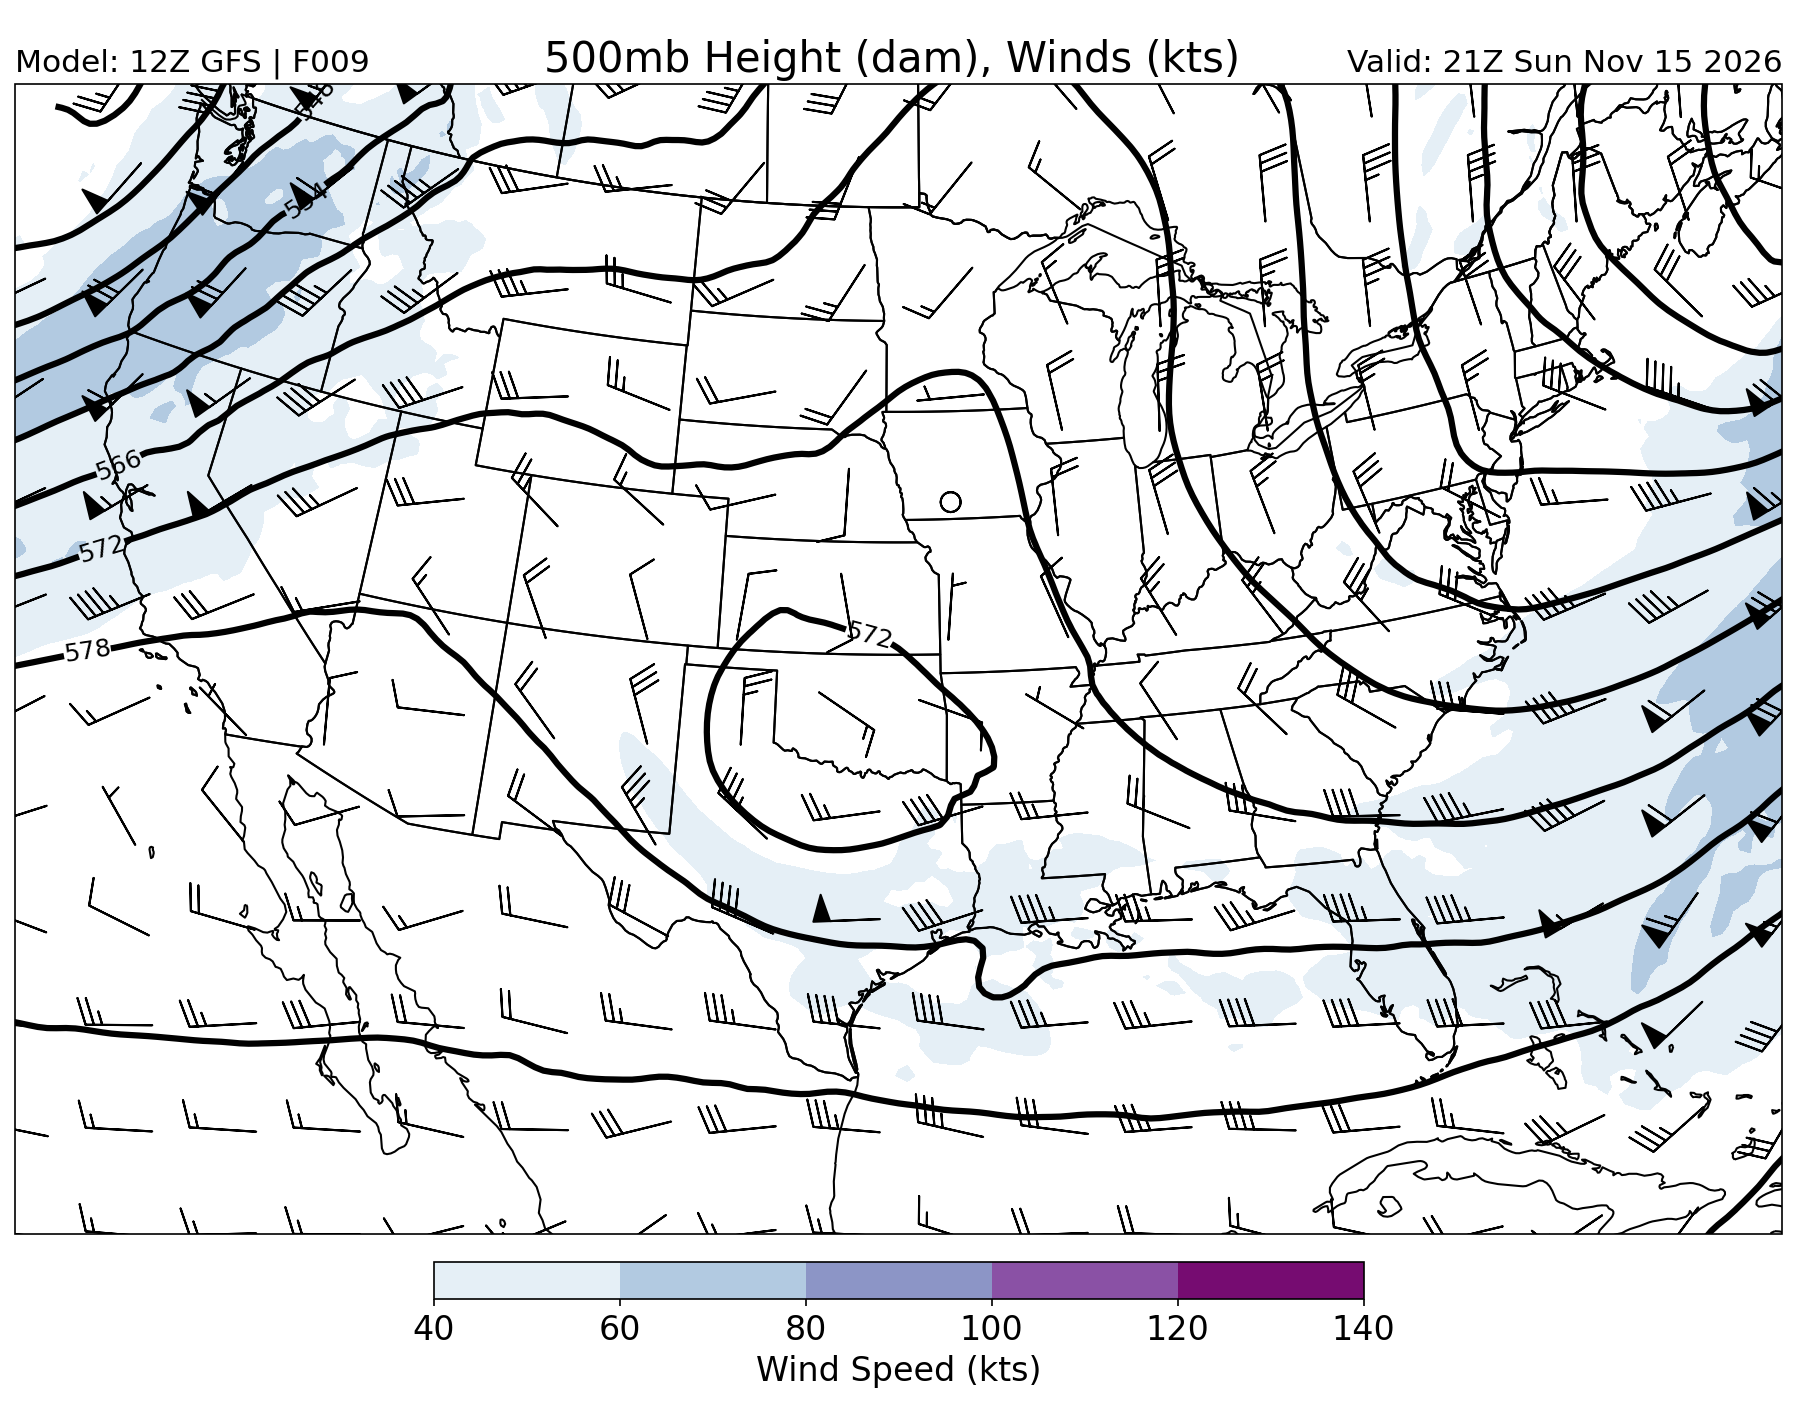 Model: 12Z GFS | F009
500mb Height (dam), Winds (kts)
Valid: 21Z Sun Nov 15 2026
554
566
572
578
572
40 60 80 100 120 140
Wind Speed (kts)